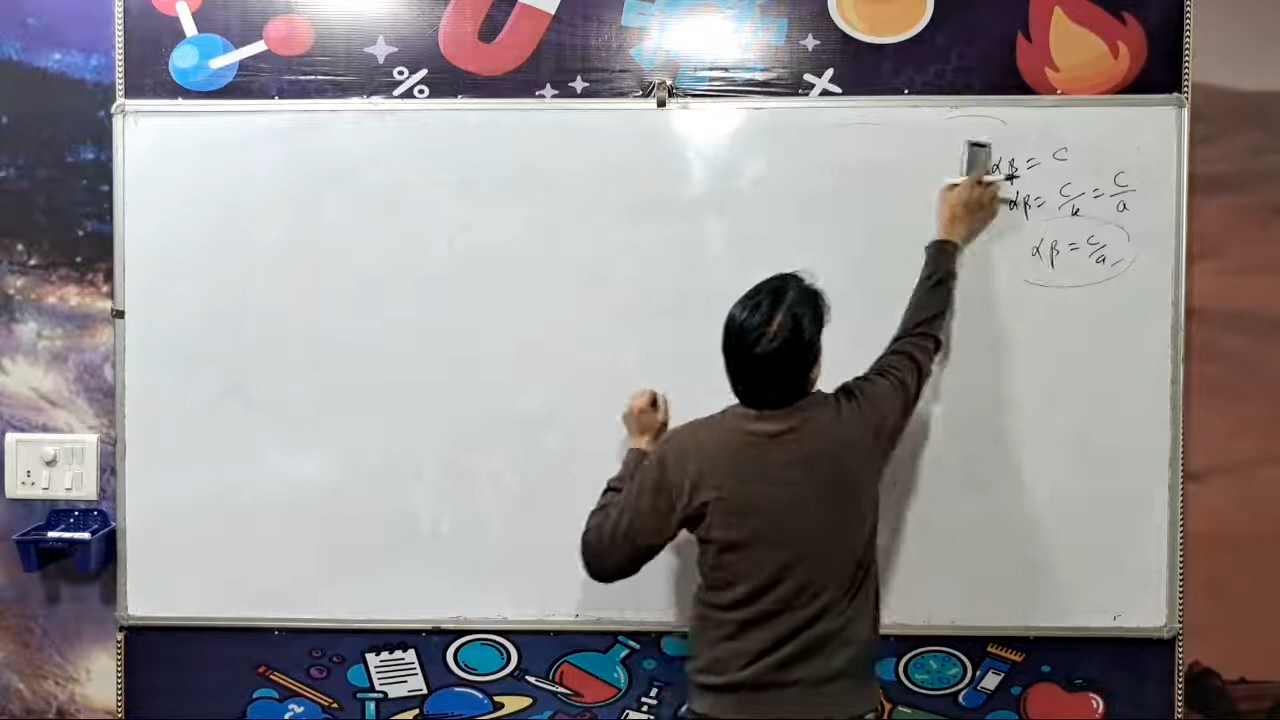 αβ = c
αβ = c/k = c/a
αβ = c/a
%